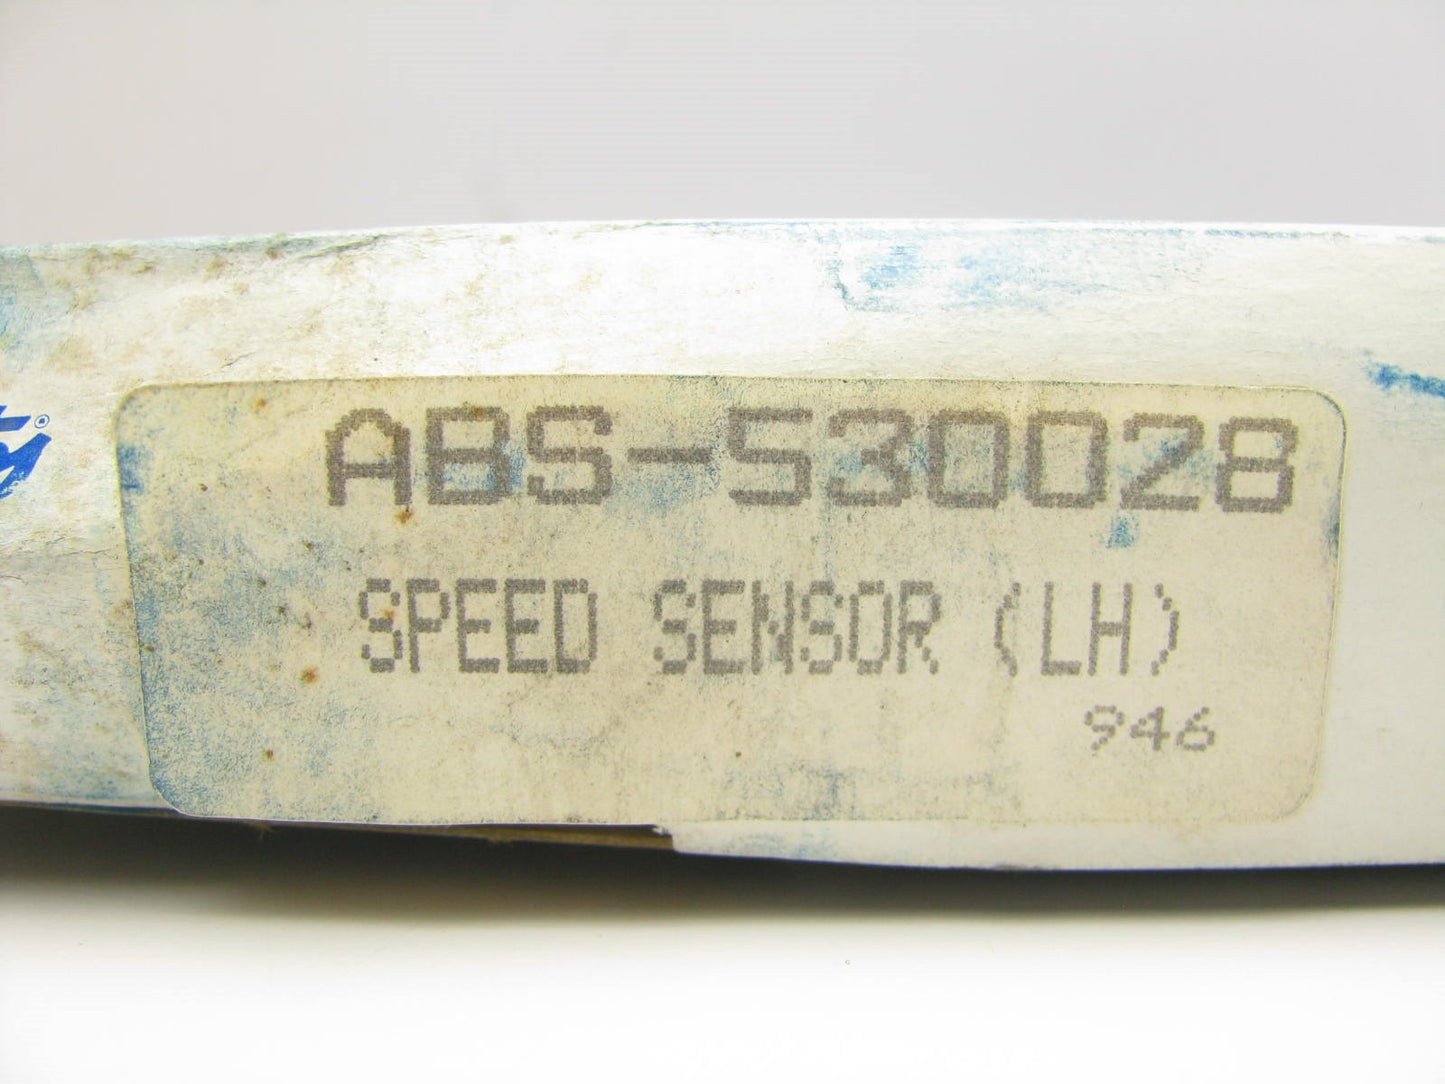 ABS-530028
SPEED SENSOR (LH)
946